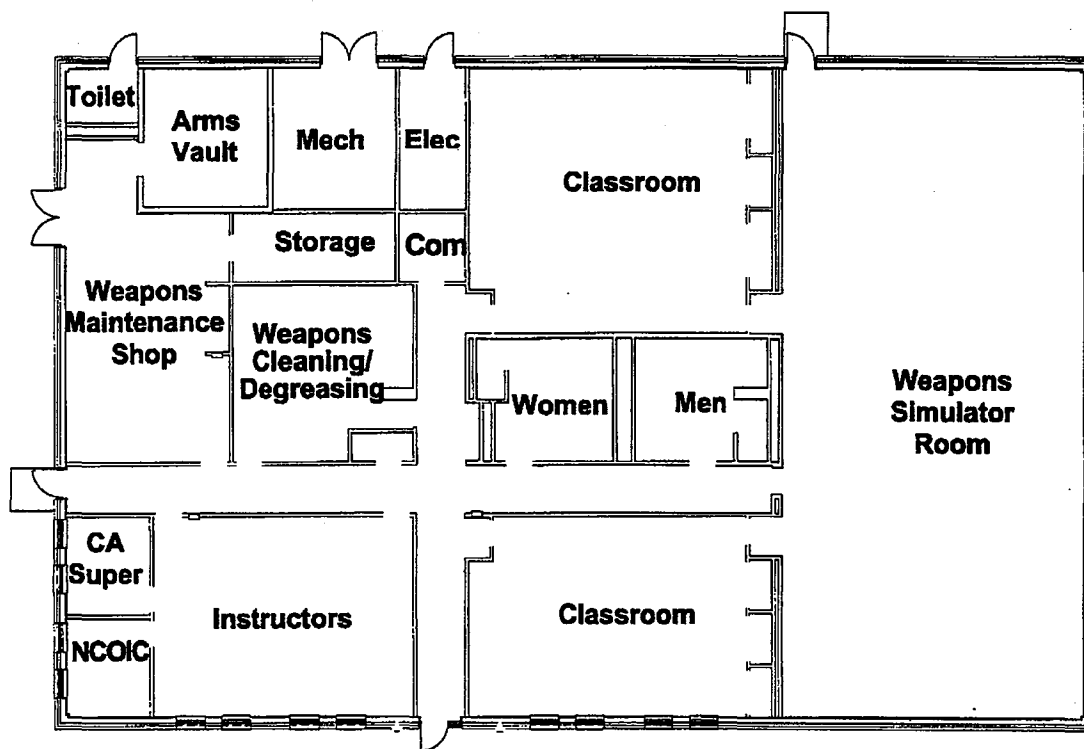 Toilet
Arms
Vault
Mech
Elec
Classroom
Storage
Com
Weapons
Maintenance
Shop
Weapons
Cleaning/
Degreasing
Women
Men
Weapons
Simulator
Room
CA
Super
NCOIC
Instructors
Classroom